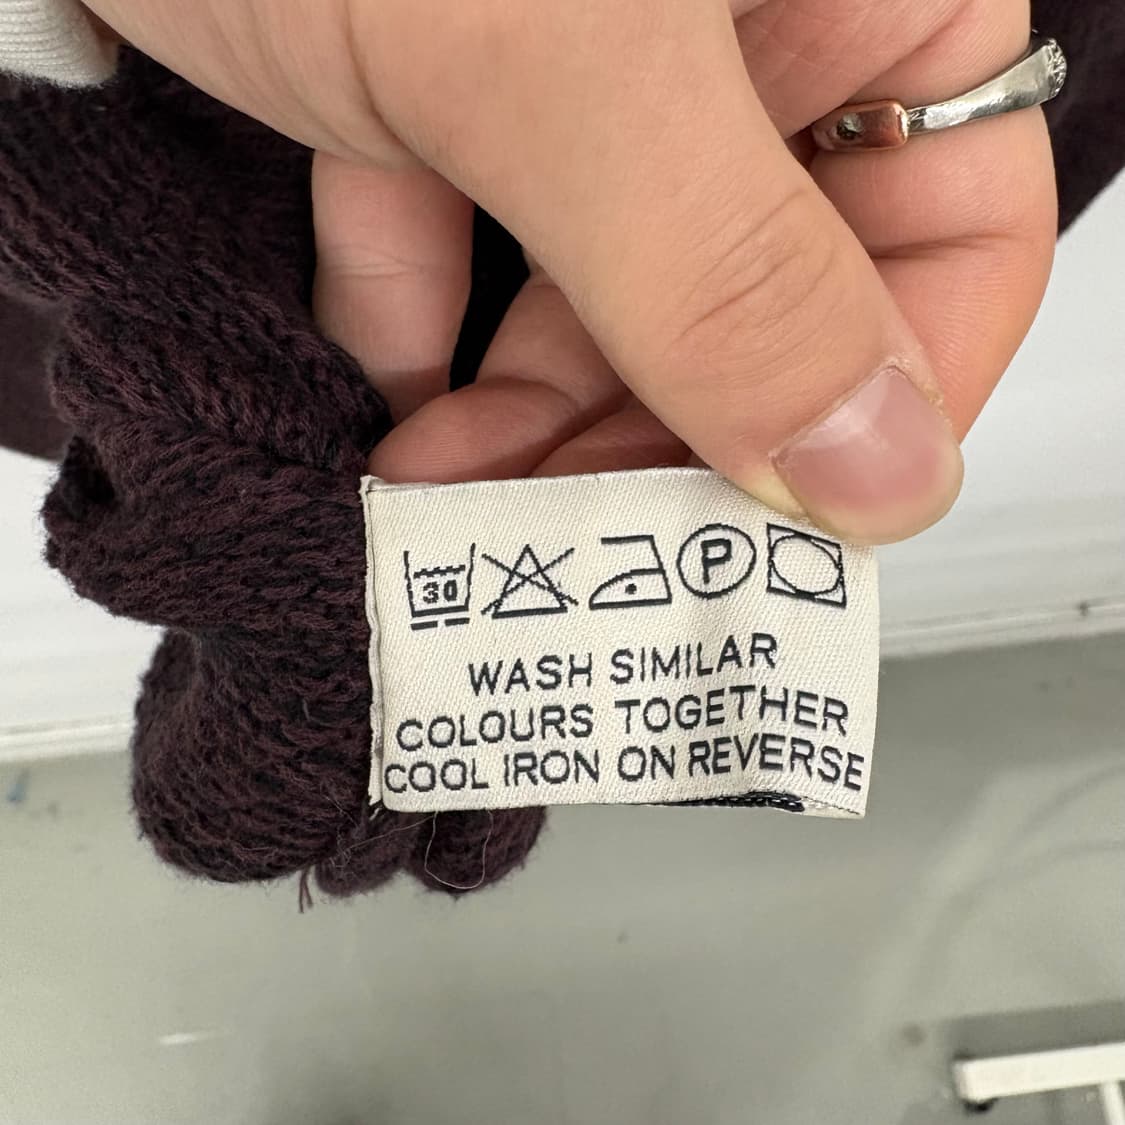 30 P
WASH SIMILAR
COLOURS TOGETHER
COOL IRON ON REVERSE